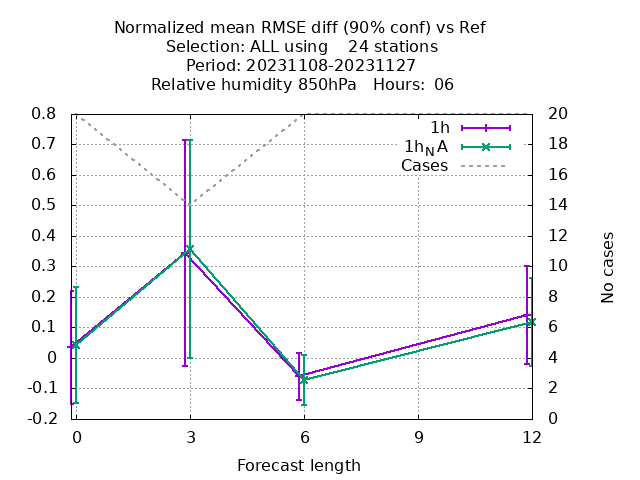 Normalized mean RMSE diff (90% conf) vs Ref
Selection: ALL using    24 stations
Period: 20231108-20231127
Relative humidity 850hPa   Hours:  06
0.8
0.7
0.6
0.5
0.4
0.3
0.2
0.1
0
-0.1
-0.2
1h
1hNA
Cases
20
18
16
14
12
10
8
6
4
2
0
No cases
0 3 6 9 12
Forecast length